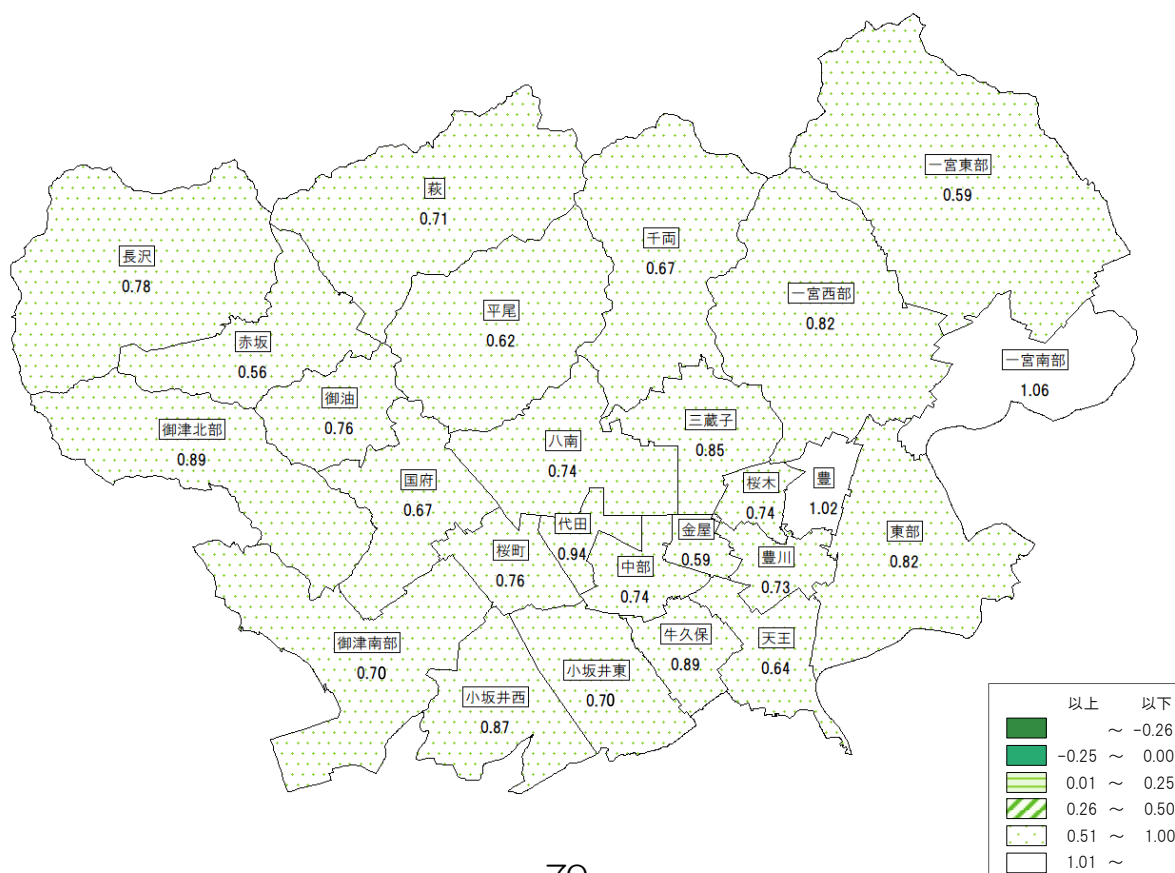 一宮東部
0.59
萩
0.71
千両
0.67
長沢
0.78
一宮西部
0.82
平尾
0.62
赤坂
0.56
一宮南部
1.06
御油
0.76
三蔵子
0.85
御津北部
0.89
八南
0.74
国府
0.67
桜木
0.74
豊
1.02
代田
0.94
金屋
0.59
東部
0.82
桜町
0.76
中部
0.74
豊川
0.73
御津南部
0.70
牛久保
0.89
天王
0.64
小坂井東
0.70
小坂井西
0.87
以上 以下
～ -0.26
-0.25 ～ 0.00
0.01 ～ 0.25
0.26 ～ 0.50
0.51 ～ 1.00
1.01 ～